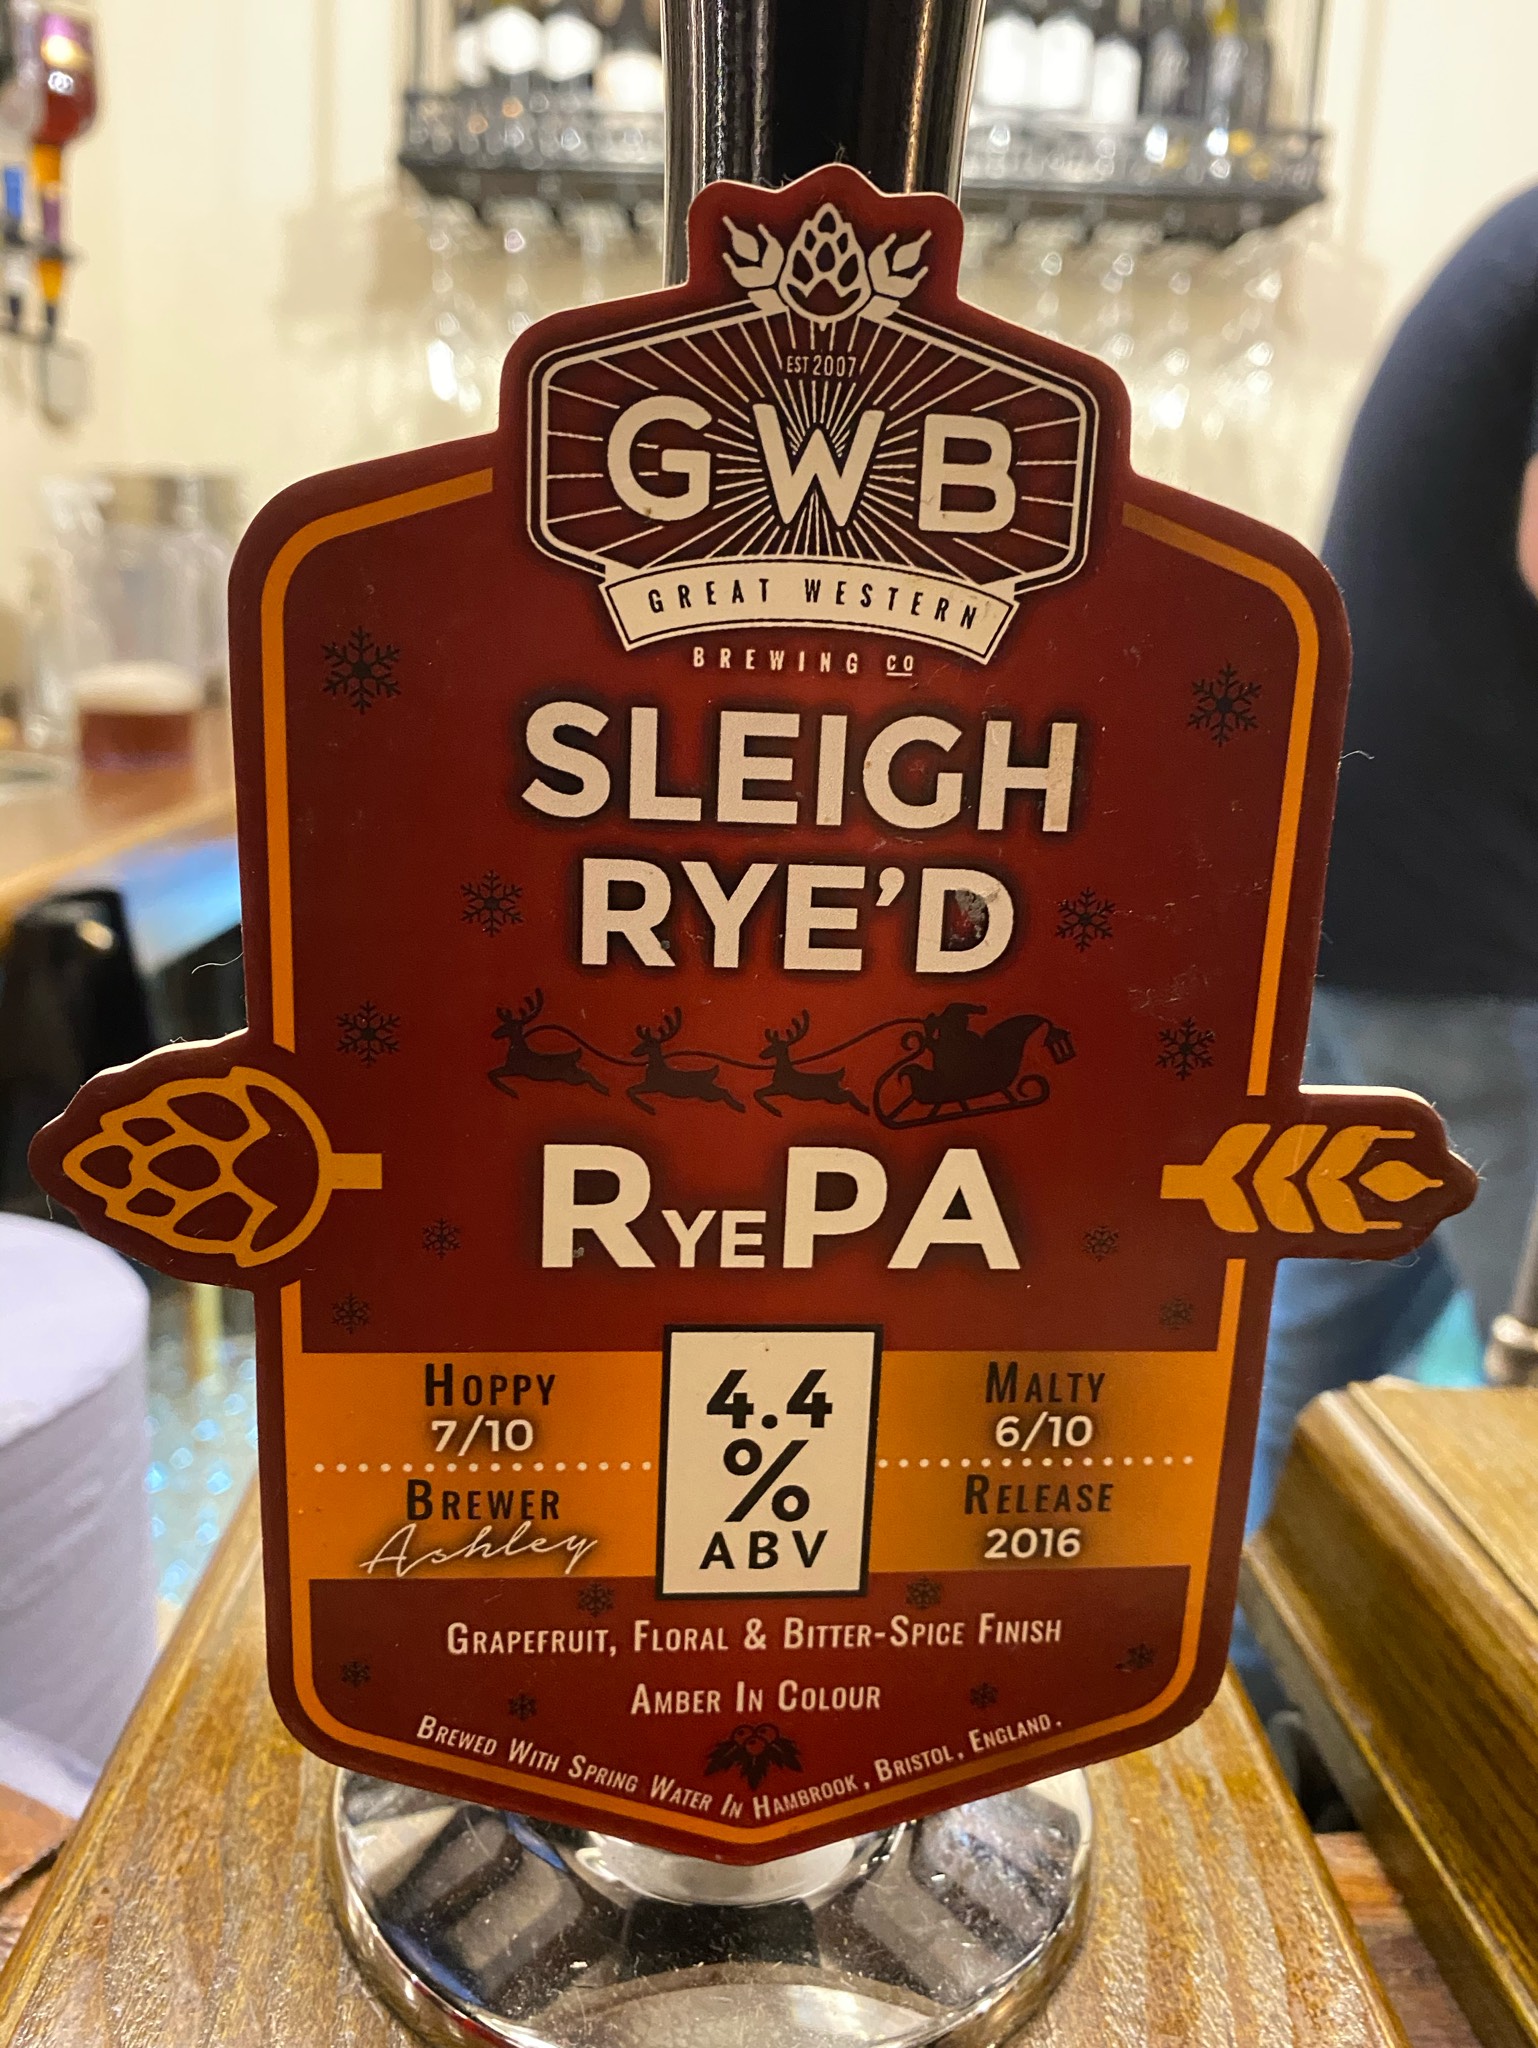 EST 2007
GWB
GREAT WESTERN
BREWING CO
SLEIGH
RYE'D
RYEPA
HOPPY
7/10
BREWER
Ashley
4.4
%
ABV
MALTY
6/10
RELEASE
2016
GRAPEFRUIT, FLORAL & BITTER-SPICE FINISH
AMBER IN COLOUR
BREWED WITH SPRING WATER IN HAMBROOK, BRISTOL, ENGLAND.